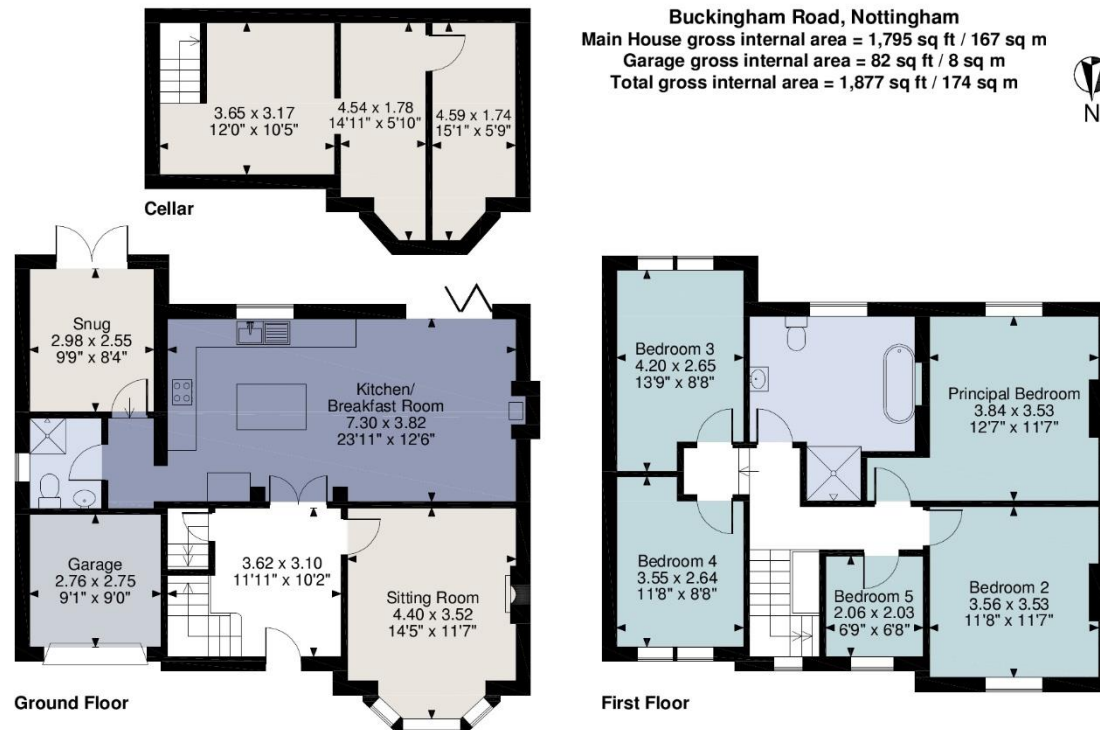 Buckingham Road, Nottingham
Main House gross internal area = 1,795 sq ft / 167 sq m
Garage gross internal area = 82 sq ft / 8 sq m
Total gross internal area = 1,877 sq ft / 174 sq m
N
3.65 x 3.17
12'0" x 10'5"
4.54 x 1.78
14'11" x 5'10"
4.59 x 1.74
15'1" x 5'9"
Cellar
Snug
2.98 x 2.55
9'9" x 8'4"
Kitchen/
Breakfast Room
7.30 x 3.82
23'11" x 12'6"
Garage
2.76 x 2.75
9'1" x 9'0"
3.62 x 3.10
11'11" x 10'2"
Sitting Room
4.40 x 3.52
14'5" x 11'7"
Ground Floor
Bedroom 3
4.20 x 2.65
13'9" x 8'8"
Principal Bedroom
3.84 x 3.53
12'7" x 11'7"
Bedroom 4
3.55 x 2.64
11'8" x 8'8"
Bedroom 5
2.06 x 2.03
6'9" x 6'8"
Bedroom 2
3.56 x 3.53
11'8" x 11'7"
First Floor